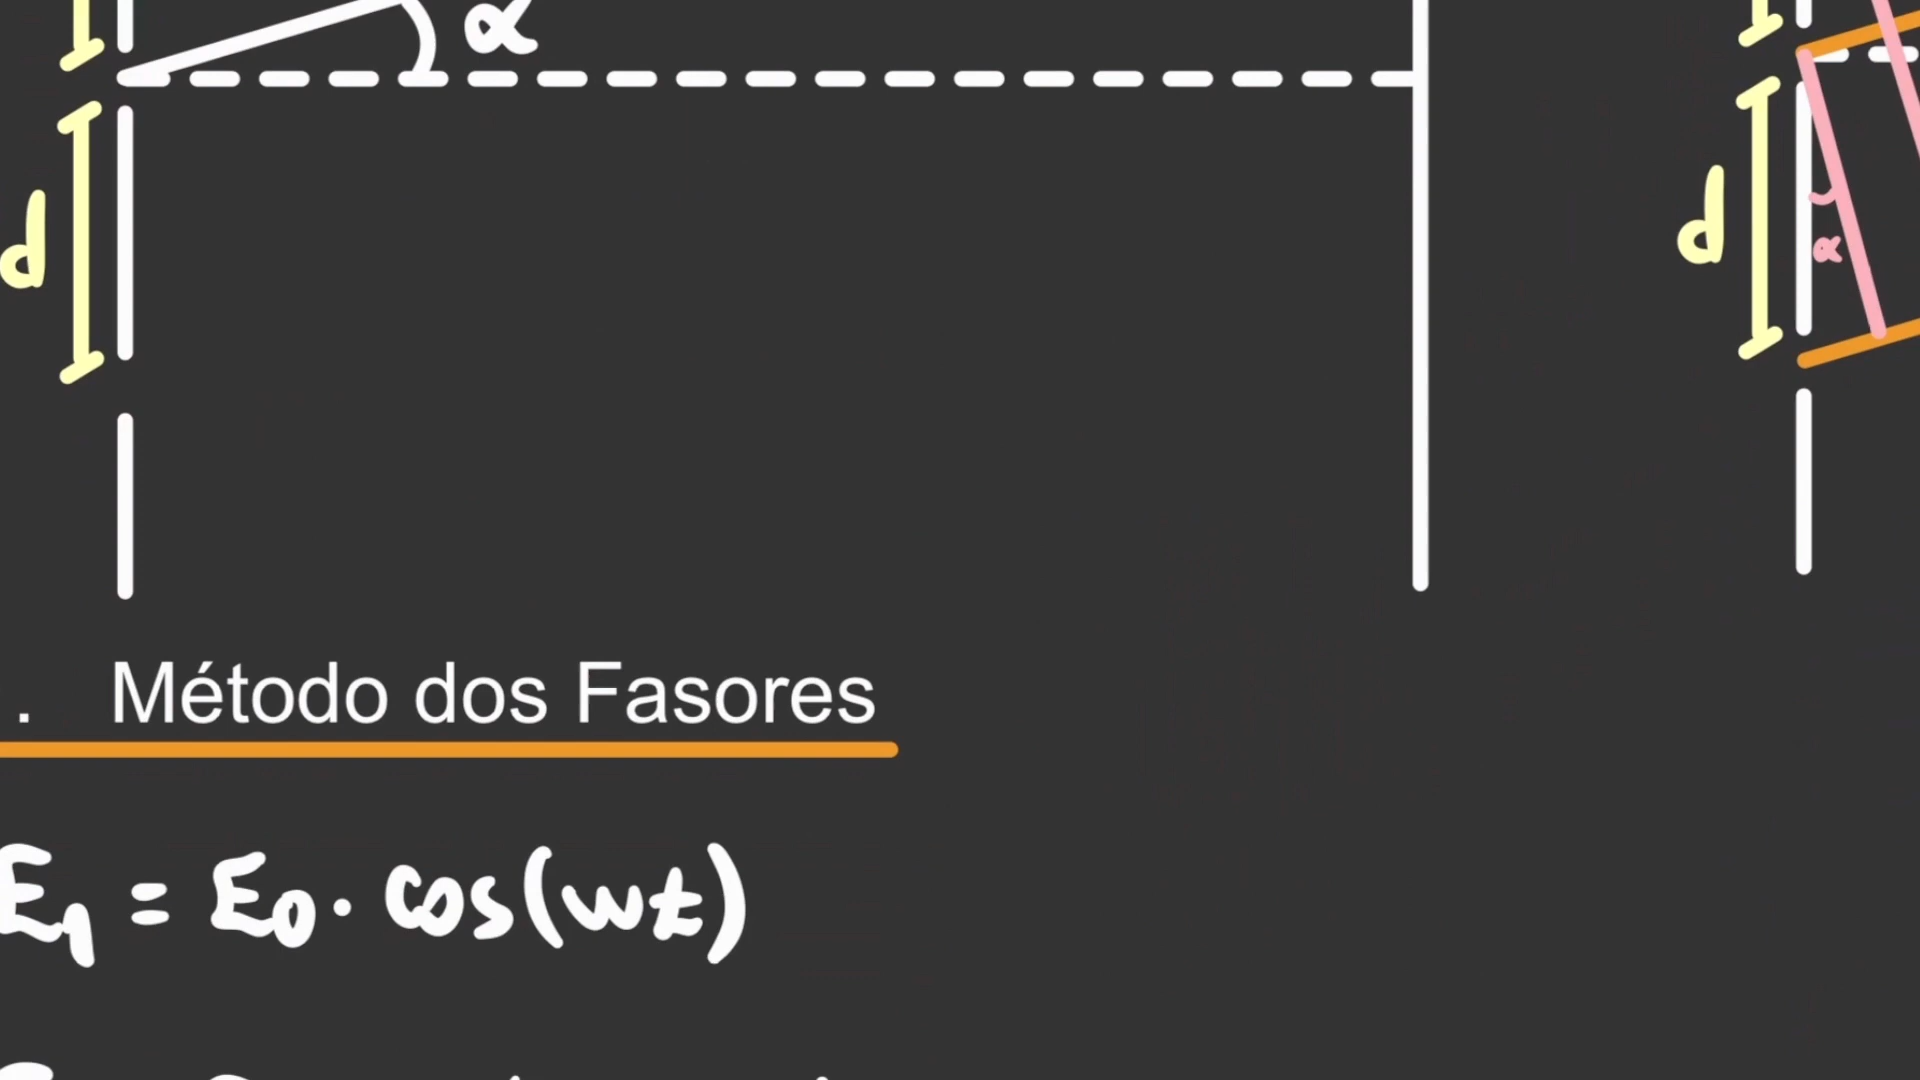 α
d
d
α
. Método dos Fasores
E1 = E0 · cos(wt)